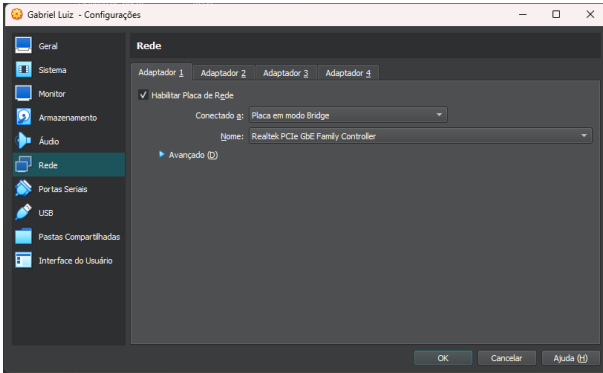 Gabriel Luiz - Configurações
Geral
Sistema
Monitor
Armazenamento
Áudio
Rede
Portas Seriais
USB
Pastas Compartilhadas
Interface do Usuário
Rede
Adaptador 1 Adaptador 2 Adaptador 3 Adaptador 4
Habilitar Placa de Rede
Conectado a: Placa em modo Bridge
Nome: Realtek PCIe GbE Family Controller
Avançado (D)
OK Cancelar Ajuda (H)